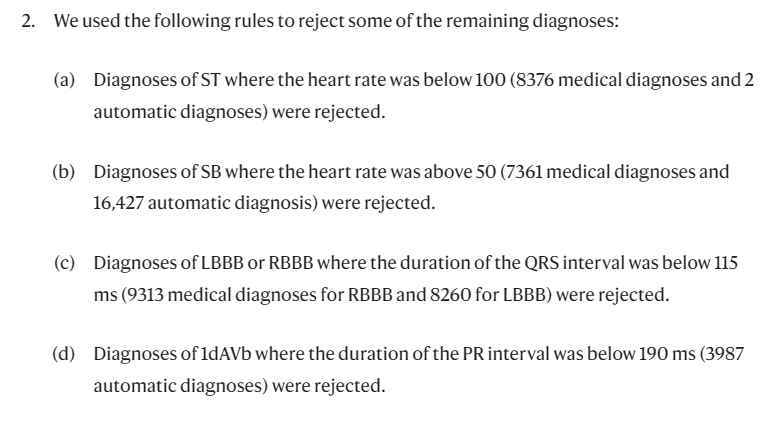 2. We used the following rules to reject some of the remaining diagnoses:
(a) Diagnoses of ST where the heart rate was below 100 (8376 medical diagnoses and 2
automatic diagnoses) were rejected.
(b) Diagnoses of SB where the heart rate was above 50 (7361 medical diagnoses and
16,427 automatic diagnosis) were rejected.
(c) Diagnoses of LBBB or RBBB where the duration of the QRS interval was below 115
ms (9313 medical diagnoses for RBBB and 8260 for LBBB) were rejected.
(d) Diagnoses of 1dAVb where the duration of the PR interval was below 190 ms (3987
automatic diagnoses) were rejected.